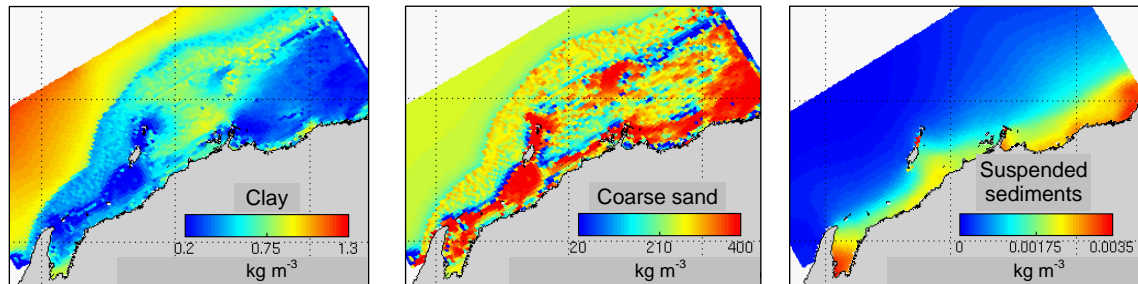 Clay
0.2 0.75 1.3
kg m⁻³
Coarse sand
20 210 400
kg m⁻³
Suspended
sediments
0 0.00175 0.0035
kg m⁻³